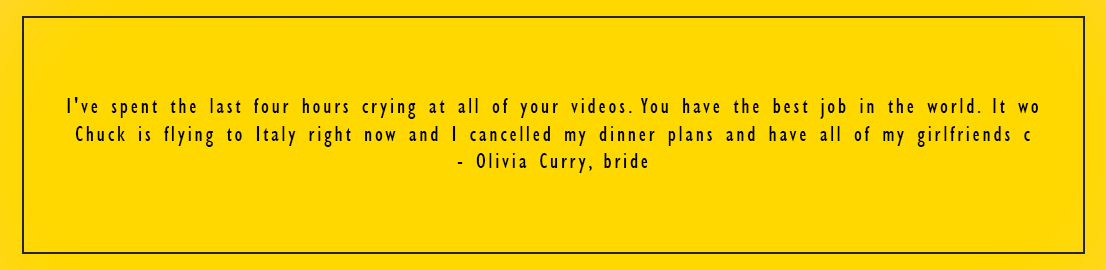 I've spent the last four hours crying at all of your videos. You have the best job in the world. It wo
Chuck is flying to Italy right now and I cancelled my dinner plans and have all of my girlfriends c
- Olivia Curry, bride